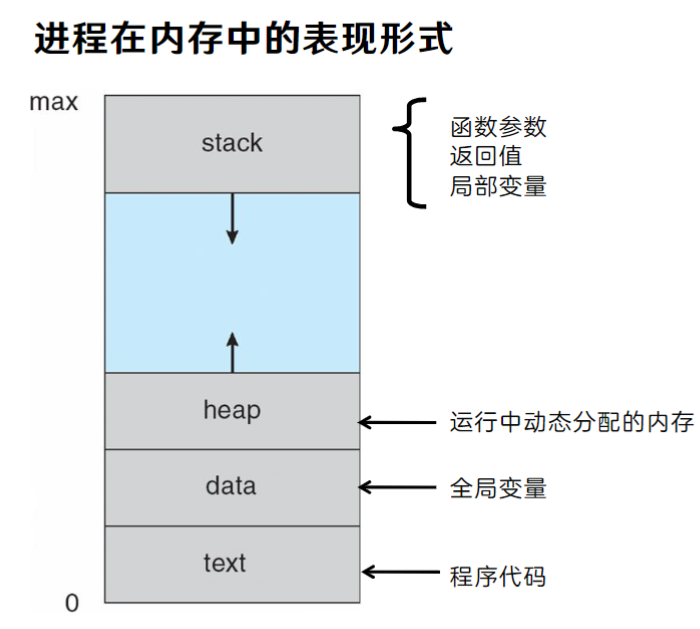 进程在内存中的表现形式
max
stack
函数参数
返回值
局部变量
heap
运行中动态分配的内存
data
全局变量
text
程序代码
0